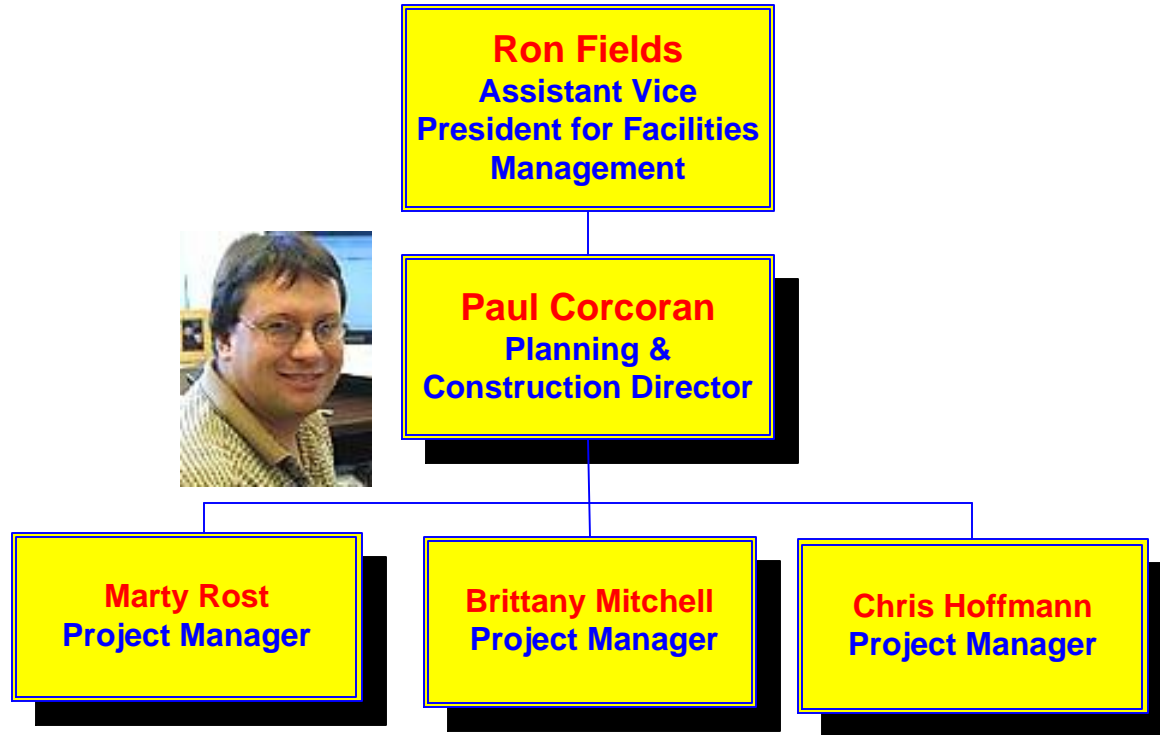 Ron Fields
Assistant Vice
President for Facilities
Management
Paul Corcoran
Planning &
Construction Director
Marty Rost
Project Manager
Brittany Mitchell
Project Manager
Chris Hoffmann
Project Manager